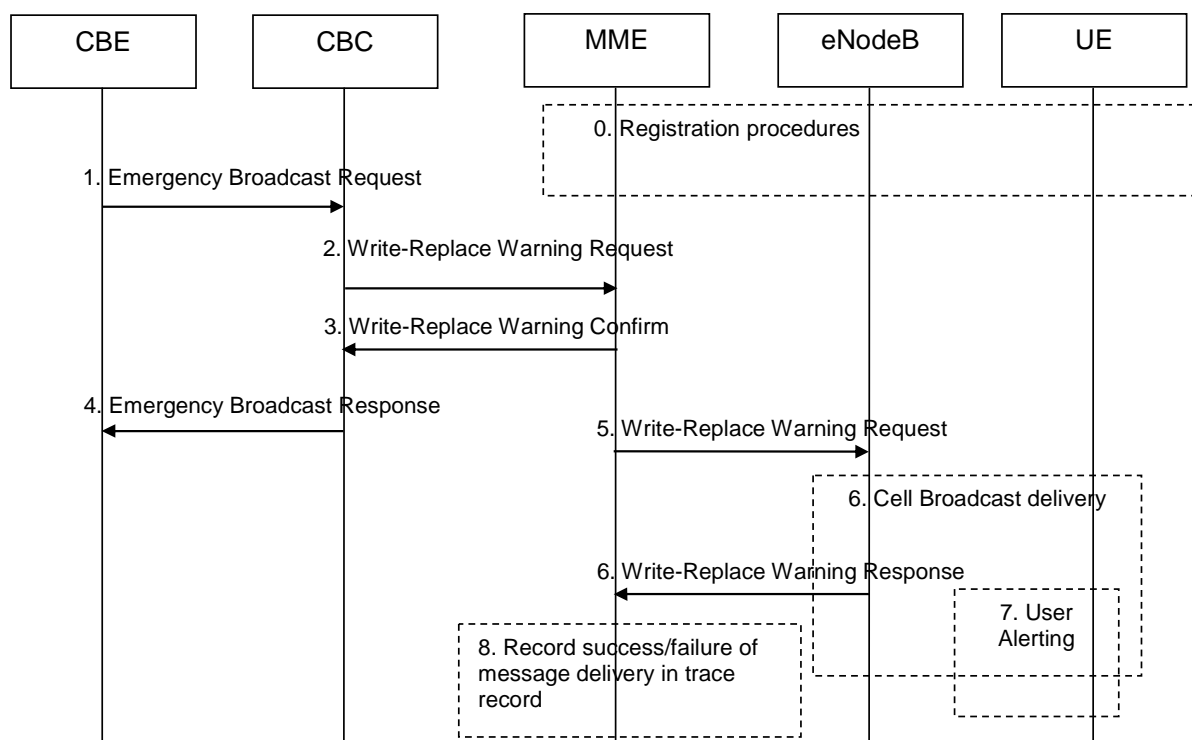 CBE
CBC
MME
eNodeB
UE
0. Registration procedures
1. Emergency Broadcast Request
2. Write-Replace Warning Request
3. Write-Replace Warning Confirm
4. Emergency Broadcast Response
5. Write-Replace Warning Request
6. Cell Broadcast delivery
6. Write-Replace Warning Response
7. User
Alerting
8. Record success/failure of
message delivery in trace
record